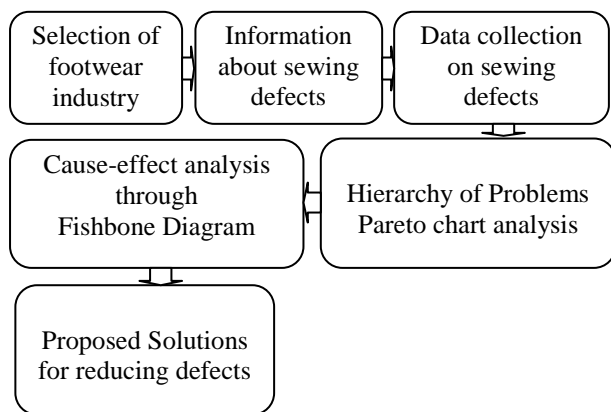 Selection of
footwear
industry
Information
about sewing
defects
Data collection
on sewing
defects
Hierarchy of Problems
Pareto chart analysis
Cause-effect analysis
through
Fishbone Diagram
Proposed Solutions
for reducing defects